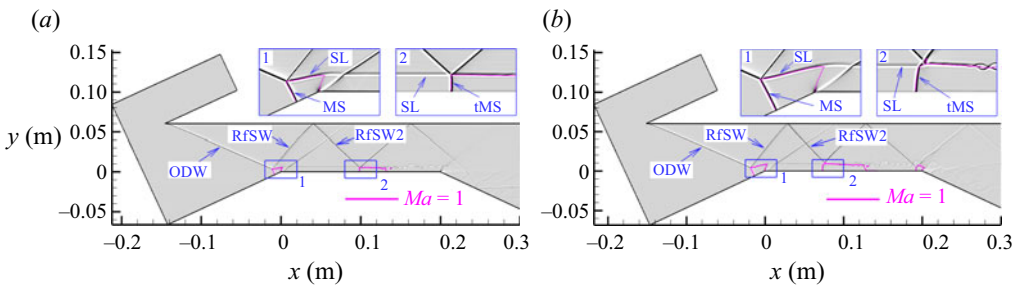 (a)
0.15
0.10
0.05
0
–0.05
y (m)
1
SL
MS
2
SL
tMS
RfSW
RfSW2
ODW
1
2
Ma = 1
–0.2
–0.1
0
0.1
0.2
0.3
x (m)
(b)
0.15
0.10
0.05
0
–0.05
1
SL
MS
2
SL
tMS
RfSW
RfSW2
ODW
1
2
Ma = 1
–0.2
–0.1
0
0.1
0.2
0.3
x (m)